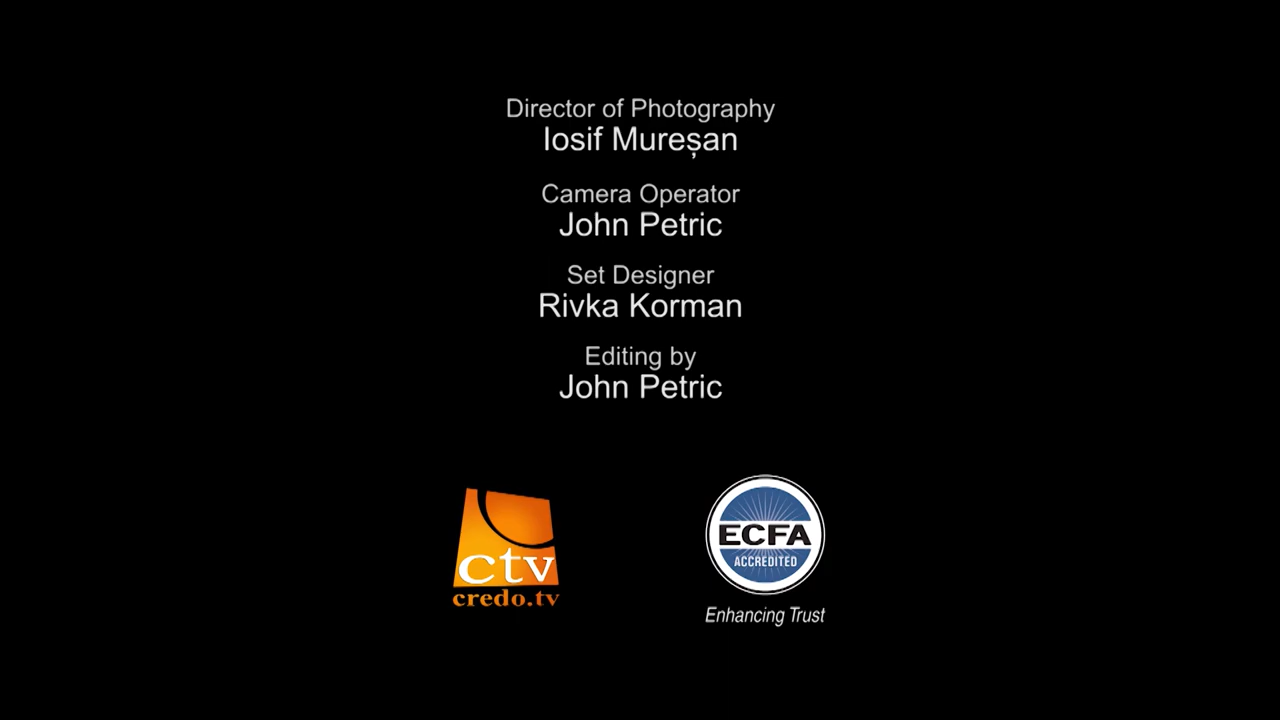 Director of Photography
Iosif Mureșan
Camera Operator
John Petric
Set Designer
Rivka Korman
Editing by
John Petric
ctv
credo.tv
ECFA
ACCREDITED
Enhancing Trust